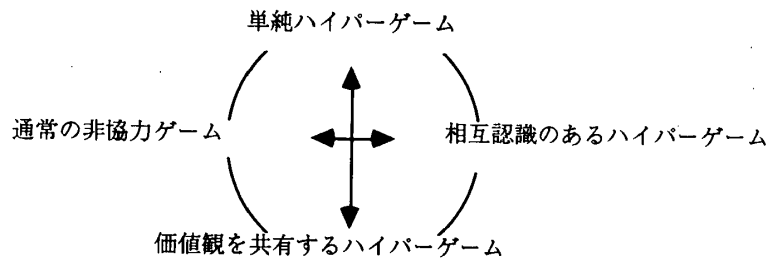 単純ハイパーゲーム
通常の非協力ゲーム
相互認識のあるハイパーゲーム
価値観を共有するハイパーゲーム